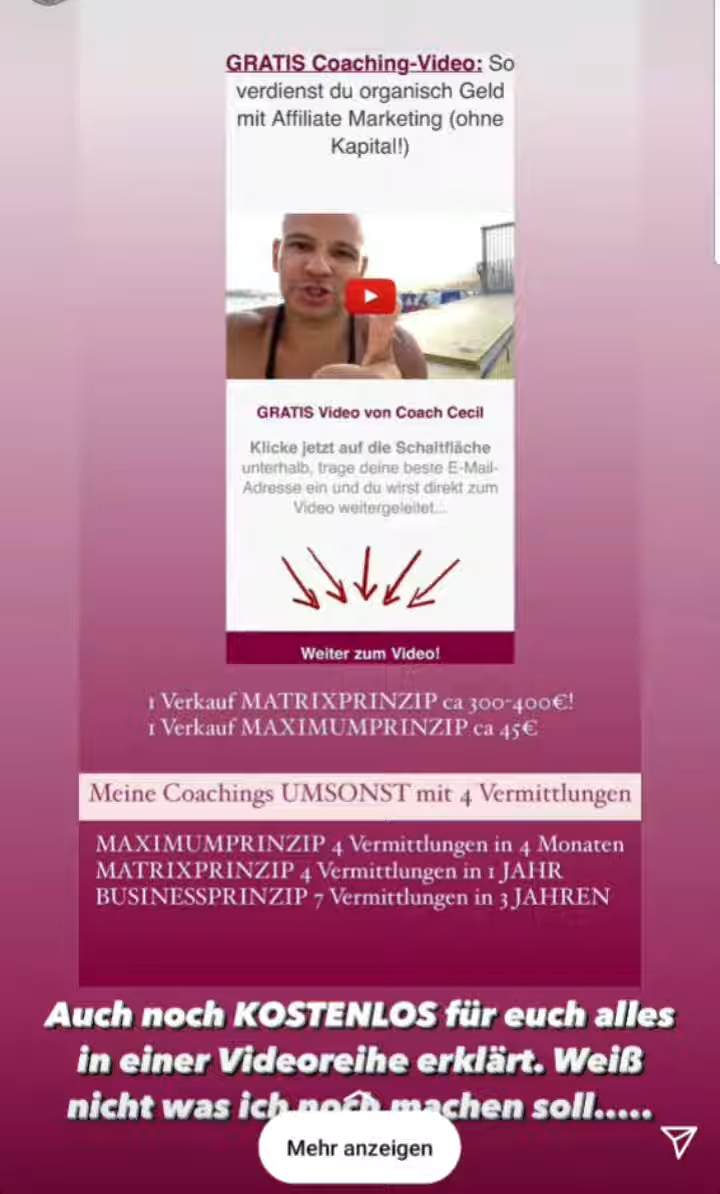 GRATIS Coaching-Video: So
verdienst du organisch Geld
mit Affiliate Marketing (ohne
Kapital!)
GRATIS Video von Coach Cecil
Klicke jetzt auf die Schaltfläche
unterhalb, trage deine beste E-Mail-
Adresse ein und du wirst direkt zum
Video weitergeleitet...
Weiter zum Video!
1 Verkauf MATRIXPRINZIP ca 300-400€!
1 Verkauf MAXIMUMPRINZIP ca 45€
Meine Coachings UMSONST mit 4 Vermittlungen
MAXIMUMPRINZIP 4 Vermittlungen in 4 Monaten
MATRIXPRINZIP 4 Vermittlungen in 1 JAHR
BUSINESSPRINZIP 7 Vermittlungen in 3 JAHREN
Auch noch KOSTENLOS für euch alles
in einer Videoreihe erklärt. Weiß
nicht was ich noch machen soll.....
Mehr anzeigen